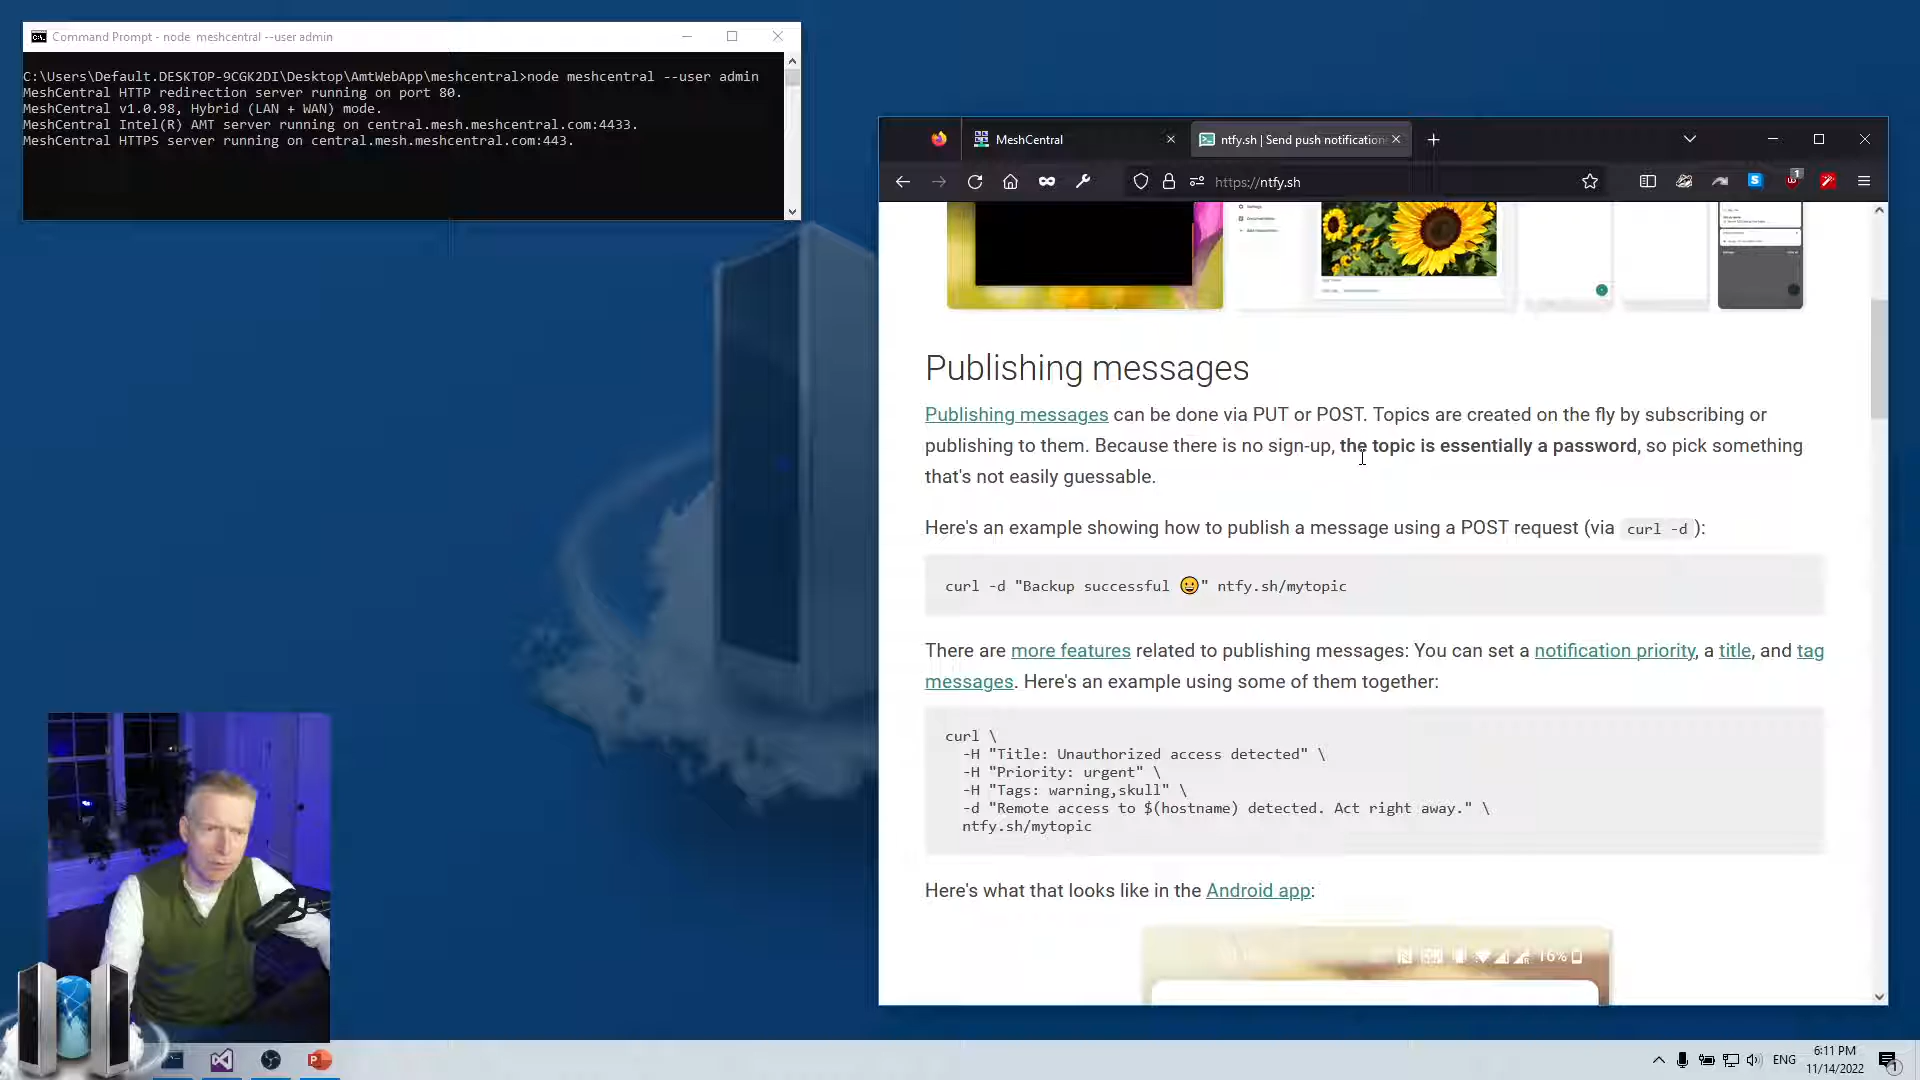 Command Prompt - node  meshcentral --user admin
C:\Users\Default.DESKTOP-9CGK2DI\Desktop\AmtWebApp\meshcentral>node meshcentral --user admin
MeshCentral HTTP redirection server running on port 80.
MeshCentral v1.0.98, Hybrid (LAN + WAN) mode.
MeshCentral Intel(R) AMT server running on central.mesh.meshcentral.com:4433.
MeshCentral HTTPS server running on central.mesh.meshcentral.com:443.
MeshCentral
ntfy.sh | Send push notification
https://ntfy.sh
1
Publishing messages
Publishing messages can be done via PUT or POST. Topics are created on the fly by subscribing or
publishing to them. Because there is no sign-up, the topic is essentially a password, so pick something
that's not easily guessable.
Here's an example showing how to publish a message using a POST request (via curl -d ):
curl -d "Backup successful 😀" ntfy.sh/mytopic
There are more features related to publishing messages: You can set a notification priority, a title, and tag
messages. Here's an example using some of them together:
curl \
-H "Title: Unauthorized access detected" \
-H "Priority: urgent" \
-H "Tags: warning,skull" \
-d "Remote access to $(hostname) detected. Act right away." \
ntfy.sh/mytopic
Here's what that looks like in the Android app:
16%
ENG
6:11 PM
11/14/2022
1